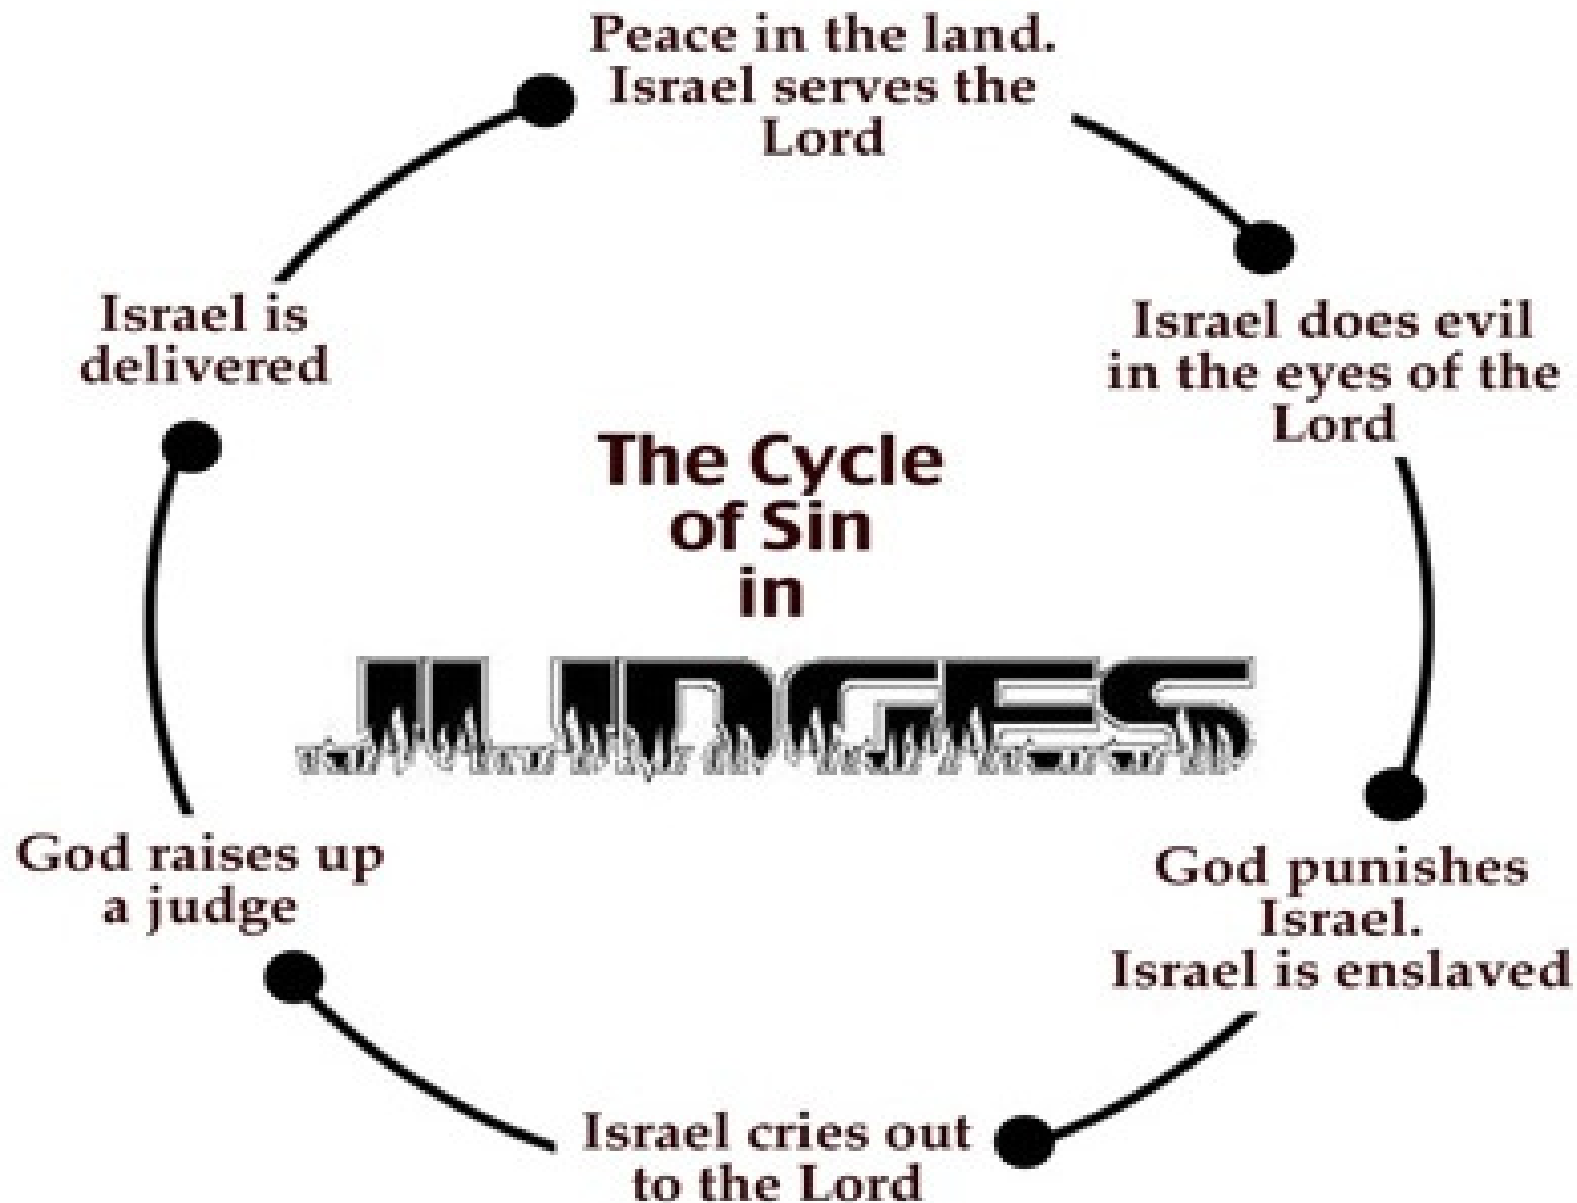 Peace in the land.
Israel serves the
Lord
Israel does evil
in the eyes of the
Lord
God punishes
Israel.
Israel is enslaved
Israel cries out
to the Lord
God raises up
a judge
Israel is
delivered
The Cycle
of Sin
in
JUDGES